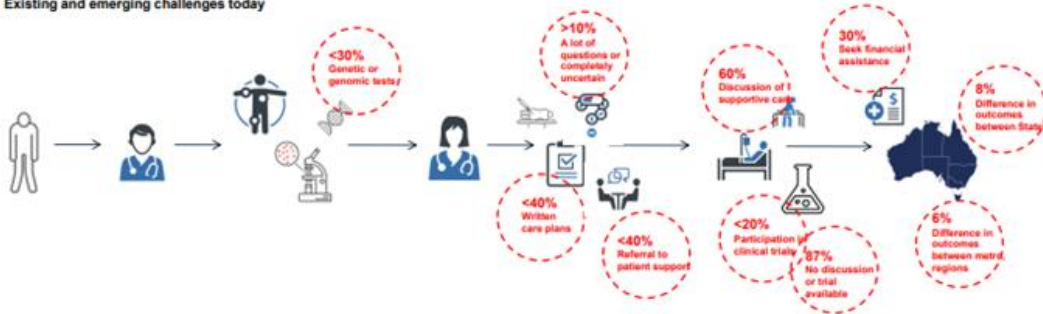 Existing and emerging challenges today
<30%
Genetic or
genomic tests
>10%
A lot of
questions or
completely
uncertain
<40%
Written
care plans
<40%
Referral to
patient support
60%
Discussion of
supportive care
<20%
Participation in
clinical trials
87%
No discussion
or trial
available
30%
Seek financial
assistance
8%
Difference in
outcomes
between State
6%
Difference in
outcomes
between metro,
regions